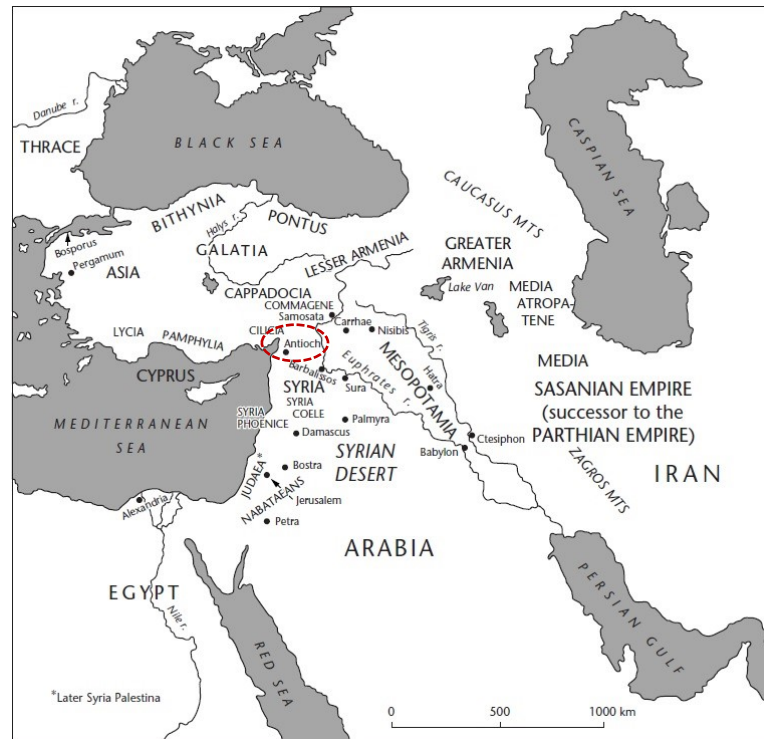 Danube r.
THRACE
BLACK SEA
CASPIAN SEA
CAUCASUS MTS
BITHYNIA
PONTUS
Halys r.
GALATIA
Bosporus
Pergamum
ASIA
LESSER ARMENIA
GREATER
ARMENIA
Lake Van
MEDIA
ATROPA-
TENE
CAPPADOCIA
COMMAGENE
Samosata
Carrhae
Nisibis
Tigris r.
LYCIA
PAMPHYLIA
CILICIA
Antioch
MEDIA
CYPRUS
Barbalissos
Euphrates r.
MESOPOTAMIA
Hatra
SYRIA
Sura
SASANIAN EMPIRE
(successor to the
PARTHIAN EMPIRE)
MEDITERRANEAN
SEA
SYRIA
PHOENICE
SYRIA
COELE
Palmyra
Damascus
SYRIAN
DESERT
Ctesiphon
Babylon
ZAGROS MTS
IRAN
JUDAEA*
Bostra
Jerusalem
NABATAEANS
Alexandria
Petra
ARABIA
EGYPT
Nile r.
RED SEA
PERSIAN GULF
*Later Syria Palestina
0 500 1000 km